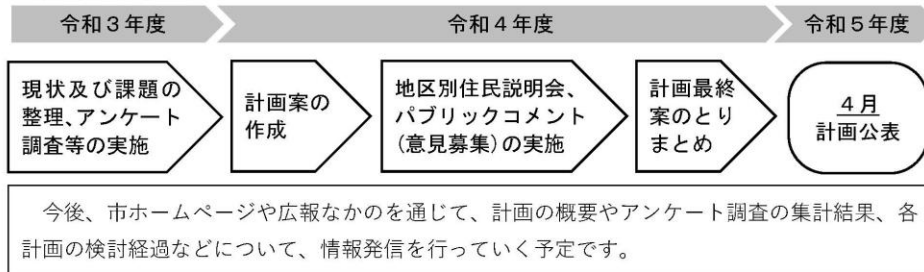 令和３年度
令和４年度
令和５年度
現状及び課題の
整理、アンケート
調査等の実施
計画案の
作成
地区別住民説明会、
パブリックコメント
(意見募集)の実施
計画最終
案のとり
まとめ
４月
計画公表
今後、市ホームページや広報なかのを通じて、計画の概要やアンケート調査の集計結果、各
計画の検討経過などについて、情報発信を行っていく予定です。